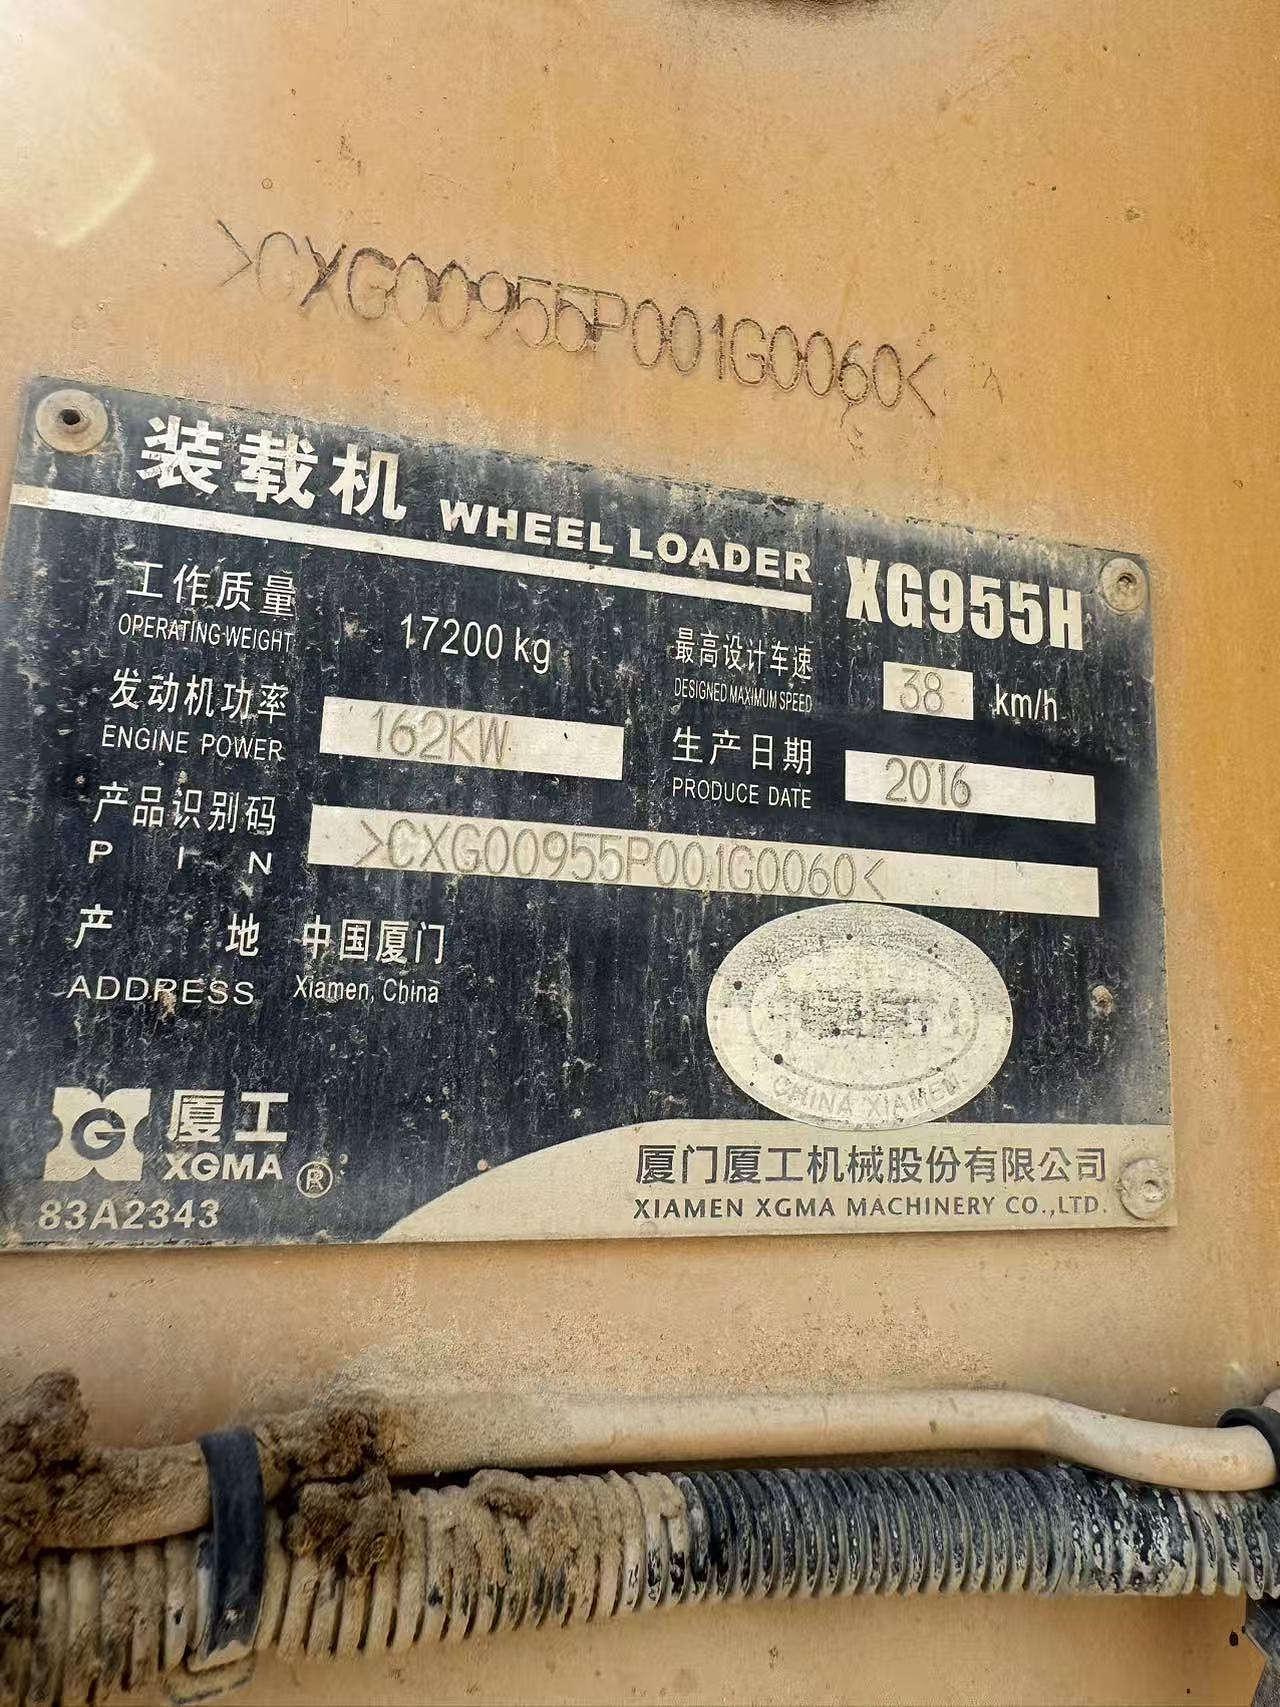 >CXG00955P001G0060<
装载机 WHEEL LOADER XG955H
工作质量 17200 kg 最高设计车速 38 km/h
OPERATING WEIGHT DESIGNED MAXIMUM SPEED
发动机功率 162KW 生产日期 2016
ENGINE POWER PRODUCE DATE
产品识别码 >CXG00955P001G0060<
P I N
产 地 中国厦门
ADDRESS Xiamen, China
CHINA XIAMEN
G 厦工
XGMA ®
83A2343
厦门厦工机械股份有限公司
XIAMEN XGMA MACHINERY CO.,LTD.